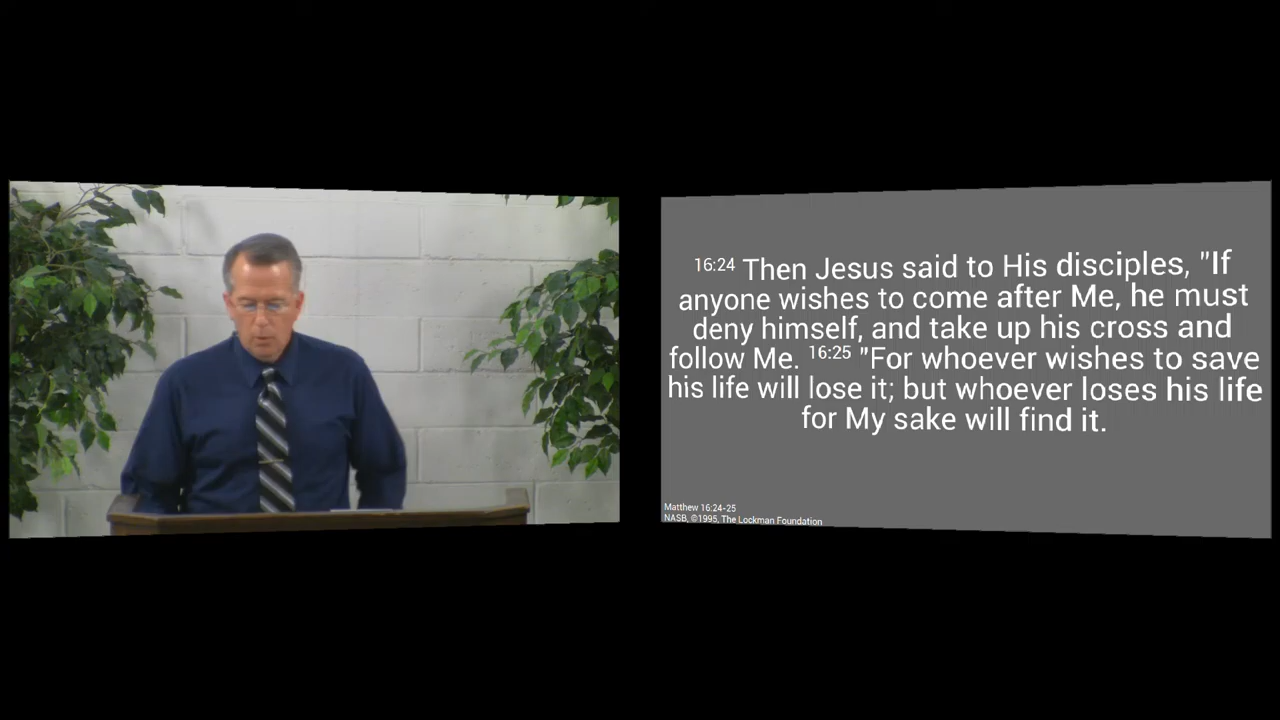 16:24 Then Jesus said to His disciples, "If
anyone wishes to come after Me, he must
deny himself, and take up his cross and
follow Me. 16:25 "For whoever wishes to save
his life will lose it; but whoever loses his life
for My sake will find it.
Matthew 16:24-25
NASB, ©1995, The Lockman Foundation